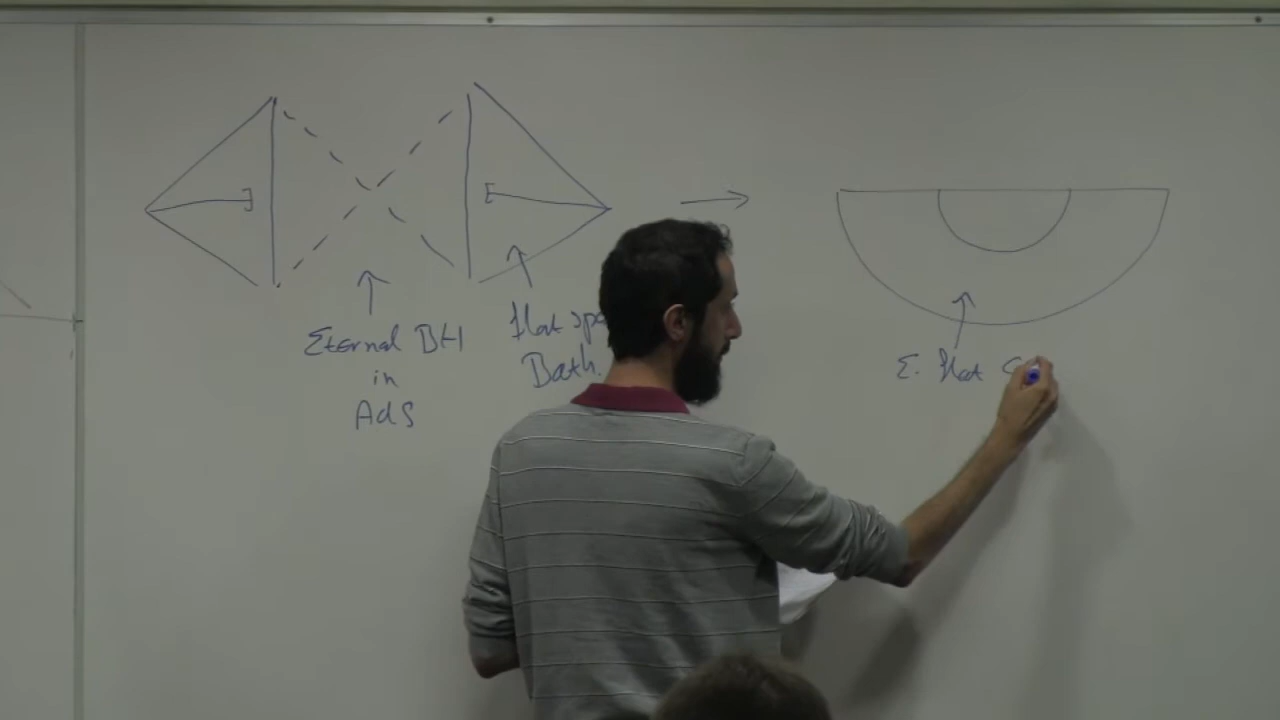 Eternal BH
in
AdS
flat spa
Bath.
E. flat